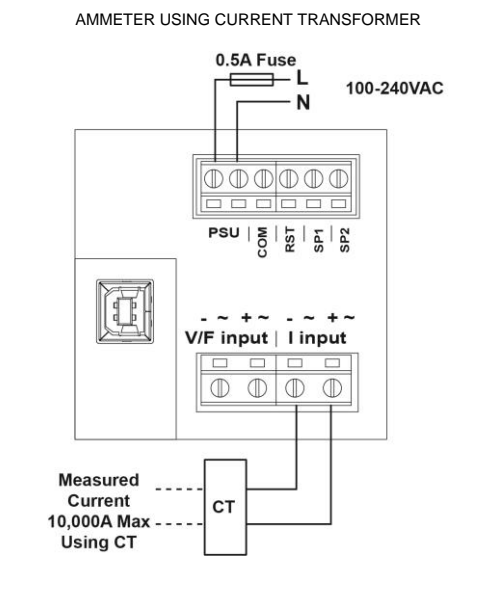 AMMETER USING CURRENT TRANSFORMER
0.5A Fuse
L
N
100-240VAC
PSU | COM | RST | SP1 | SP2
- ~ + ~ - ~ + ~
V/F input | I input
Measured
Current
10,000A Max
Using CT
CT